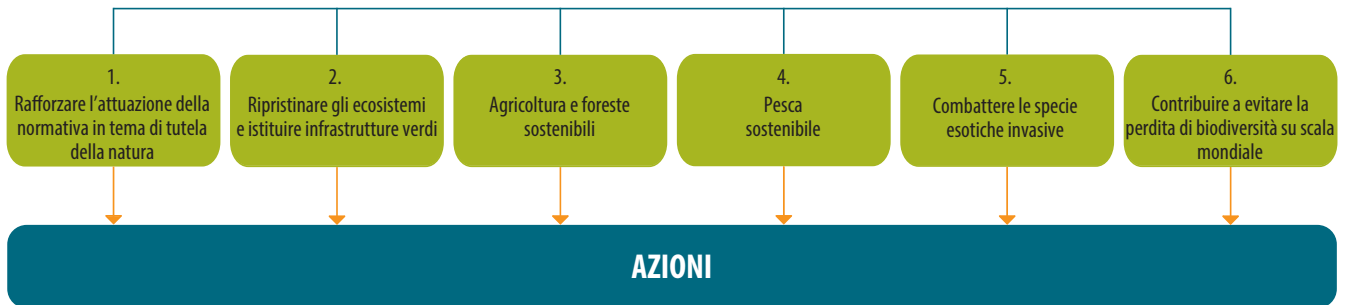 1.
Rafforzare l'attuazione della
normativa in tema di tutela
della natura
2.
Ripristinare gli ecosistemi
e istituire infrastrutture verdi
3.
Agricoltura e foreste
sostenibili
4.
Pesca
sostenibile
5.
Combattere le specie
esotiche invasive
6.
Contribuire a evitare la
perdita di biodiversità su scala
mondiale
AZIONI